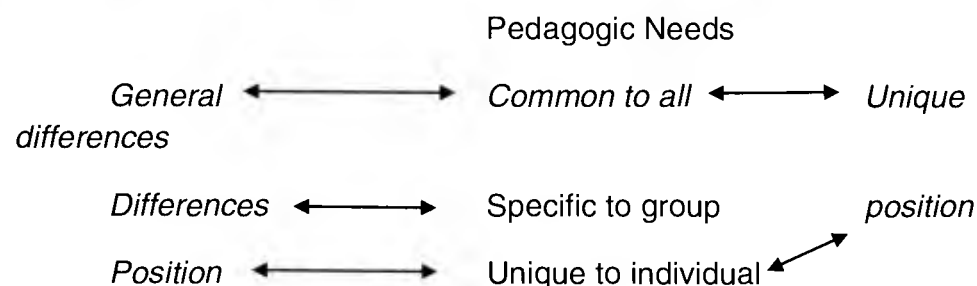 Pedagogic Needs
General Common to all Unique
differences
Differences Specific to group position
Position Unique to individual